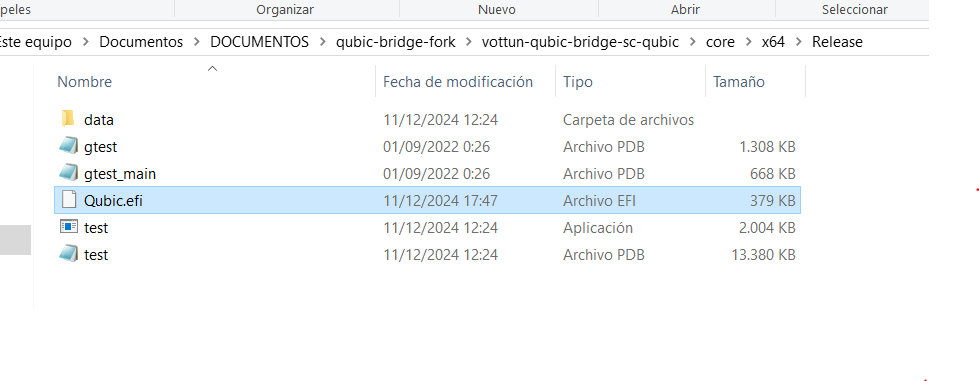 peles Organizar Nuevo Abrir Seleccionar
Este equipo > Documentos > DOCUMENTOS > qubic-bridge-fork > vottun-qubic-bridge-sc-qubic > core > x64 > Release
Nombre Fecha de modificación Tipo Tamaño
data 11/12/2024 12:24 Carpeta de archivos
gtest 01/09/2022 0:26 Archivo PDB 1.308 KB
gtest_main 01/09/2022 0:26 Archivo PDB 668 KB
Qubic.efi 11/12/2024 17:47 Archivo EFI 379 KB
test 11/12/2024 12:24 Aplicación 2.004 KB
test 11/12/2024 12:24 Archivo PDB 13.380 KB